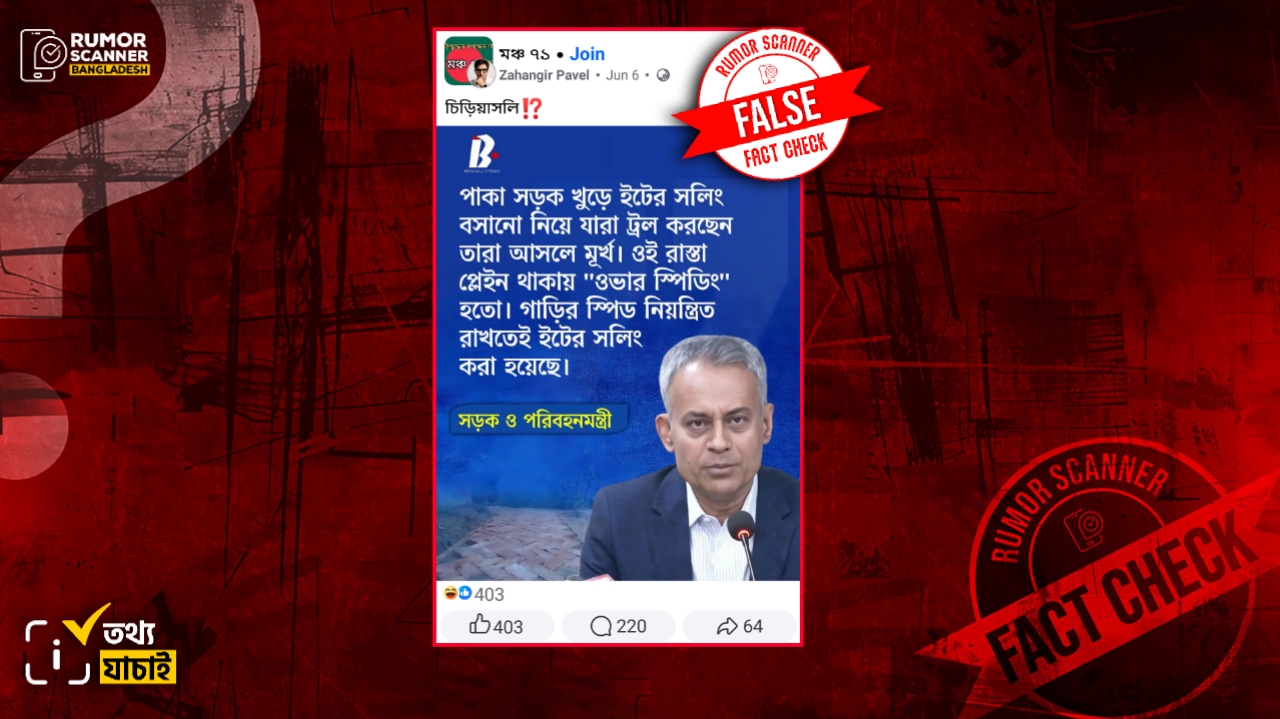 RUMOR
SCANNER
BANGLADESH
মঞ্চ ৭১ • Join
Zahangir Pavel • Jun 6 •
চিড়িয়াসলি⁉️
RUMOR SCANNER
FALSE
FACT CHECK
B
পাকা সড়ক খুড়ে ইটের সলিং
বসানো নিয়ে যারা ট্রল করছেন
তারা আসলে মূর্খ। ওই রাস্তা
প্লেইন থাকায় "ওভার স্পিডিং"
হতো। গাড়ির স্পিড নিয়ন্ত্রিত
রাখতেই ইটের সলিং
করা হয়েছে।
সড়ক ও পরিবহনমন্ত্রী
403
403
220
64
তথ্য
যাচাই
RUMOR SCANNER
FACT CHECK